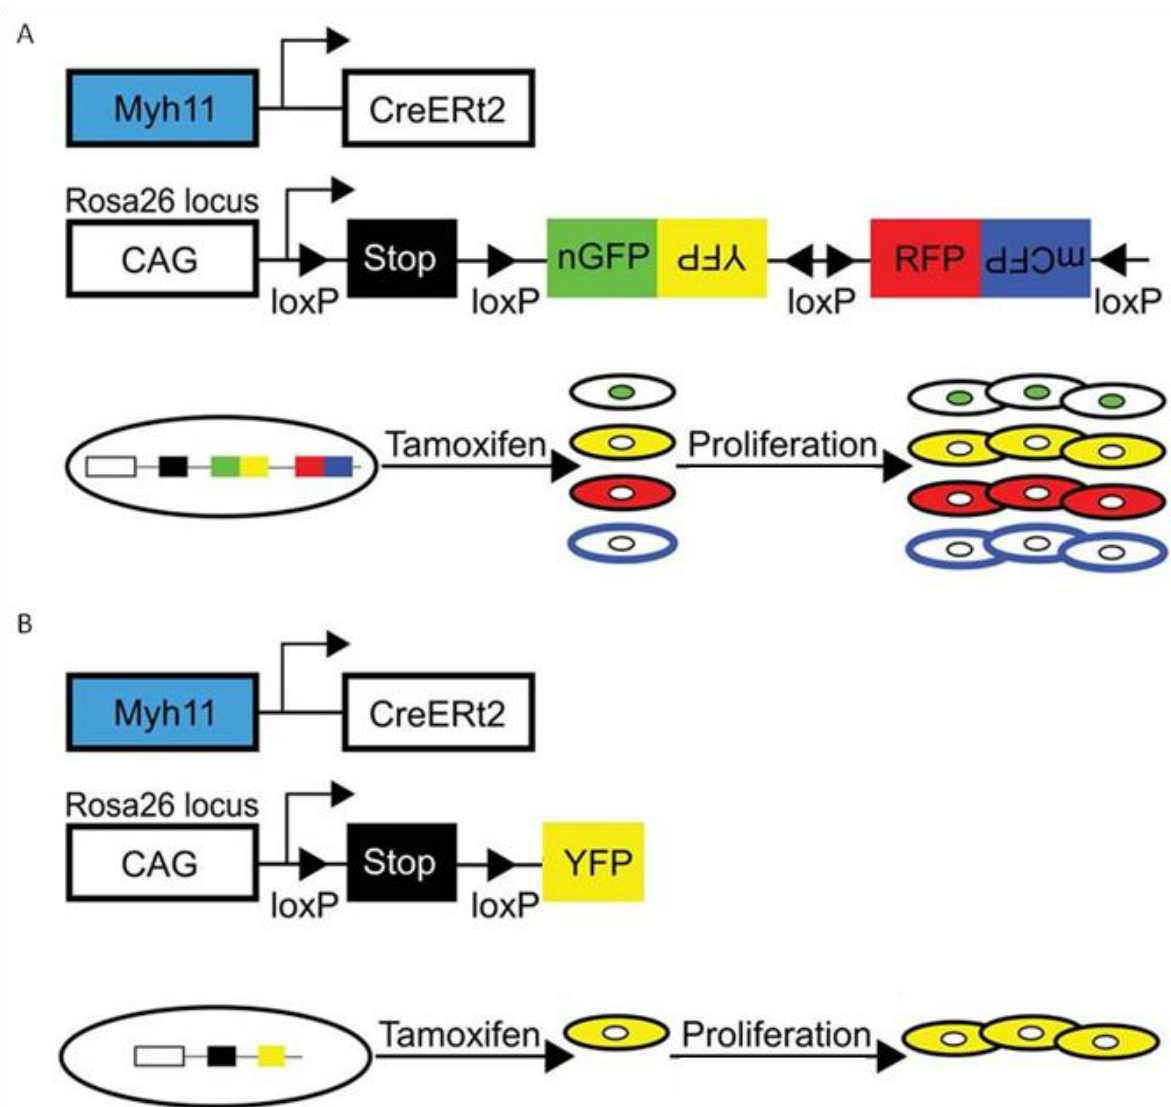 A
Myh11 CreERt2
Rosa26 locus
CAG Stop nGFP YFP RFP mCFP
loxP loxP loxP loxP
Tamoxifen Proliferation
B
Myh11 CreERt2
Rosa26 locus
CAG Stop YFP
loxP loxP
Tamoxifen Proliferation